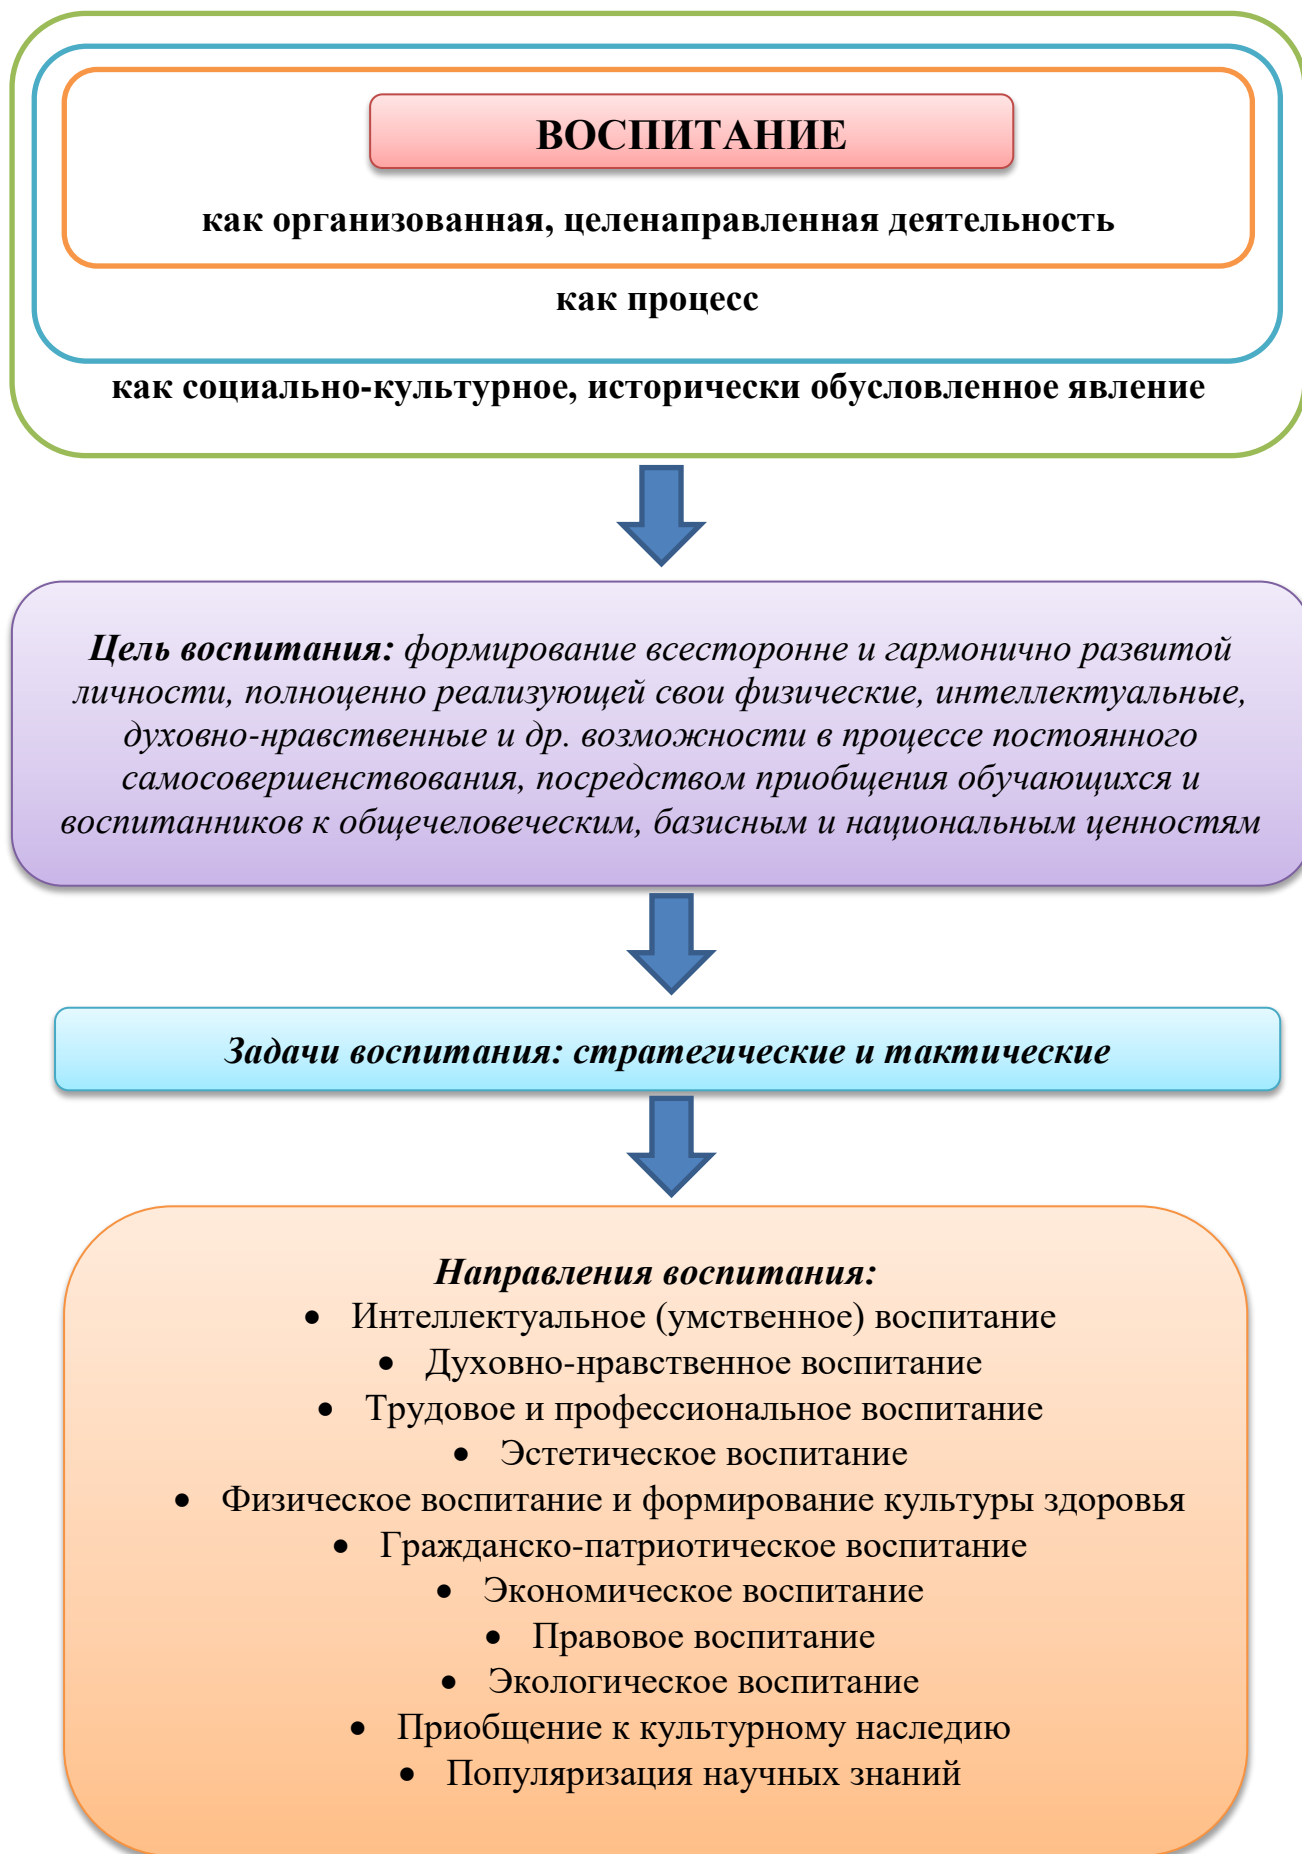 ВОСПИТАНИЕ
как организованная, целенаправленная деятельность
как процесс
как социально-культурное, исторически обусловленное явление
Цель воспитания: формирование всесторонне и гармонично развитой
личности, полноценно реализующей свои физические, интеллектуальные,
духовно-нравственные и др. возможности в процессе постоянного
самосовершенствования, посредством приобщения обучающихся и
воспитанников к общечеловеческим, базисным и национальным ценностям
Задачи воспитания: стратегические и тактические
Направления воспитания:
• Интеллектуальное (умственное) воспитание
• Духовно-нравственное воспитание
• Трудовое и профессиональное воспитание
• Эстетическое воспитание
• Физическое воспитание и формирование культуры здоровья
• Гражданско-патриотическое воспитание
• Экономическое воспитание
• Правовое воспитание
• Экологическое воспитание
• Приобщение к культурному наследию
• Популяризация научных знаний